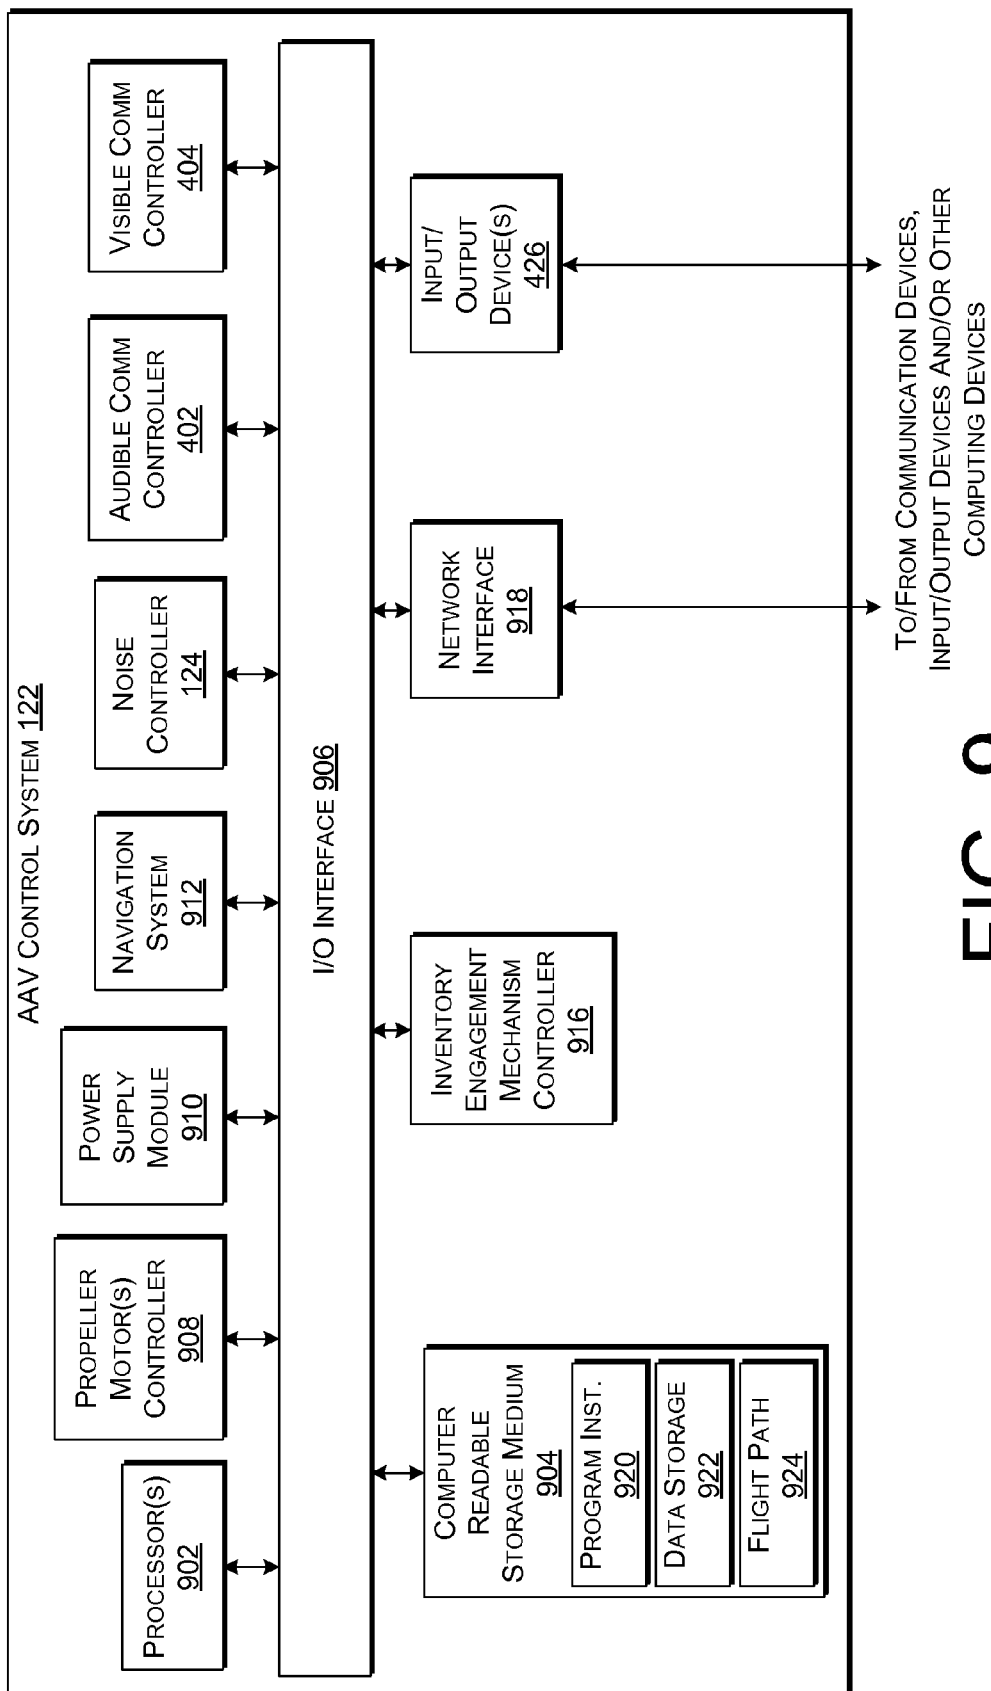 AAV CONTROL SYSTEM 122
PROCESSOR(S)
902
PROPELLER
MOTOR(S)
CONTROLLER
908
POWER
SUPPLY
MODULE
910
NAVIGATION
SYSTEM
912
NOISE
CONTROLLER
124
AUDIBLE COMM
CONTROLLER
402
VISIBLE COMM
CONTROLLER
404
I/O INTERFACE 906
COMPUTER
READABLE
STORAGE MEDIUM
904
PROGRAM INST.
920
DATA STORAGE
922
FLIGHT PATH
924
INVENTORY
ENGAGEMENT
MECHANISM
CONTROLLER
916
NETWORK
INTERFACE
918
INPUT/
OUTPUT
DEVICE(S)
426
TO/FROM COMMUNICATION DEVICES,
INPUT/OUTPUT DEVICES AND/OR OTHER
COMPUTING DEVICES
FIG.